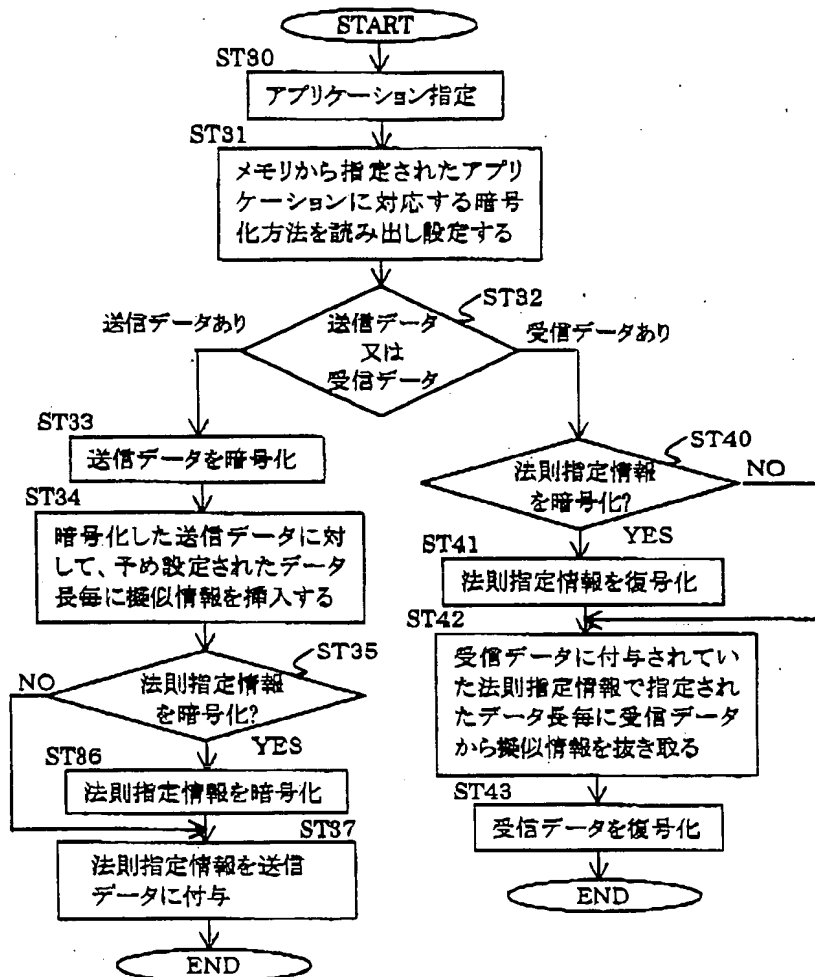 START
ST30
アプリケーション指定
ST31
メモリから指定されたアプリ
ケーションに対応する暗号
化方法を読み出し設定する
ST32
送信データ
又は
受信データ
送信データあり
受信データあり
ST33
送信データを暗号化
ST34
暗号化した送信データに対
して、予め設定されたデータ
長毎に擬似情報を挿入する
ST35
法則指定情報
を暗号化?
NO
YES
ST36
法則指定情報を暗号化
ST37
法則指定情報を送信
データに付与
END
ST40
法則指定情報
を暗号化?
NO
YES
ST41
法則指定情報を復号化
ST42
受信データに付与されてい
た法則指定情報で指定され
たデータ長毎に受信データ
から擬似情報を抜き取る
ST43
受信データを復号化
END